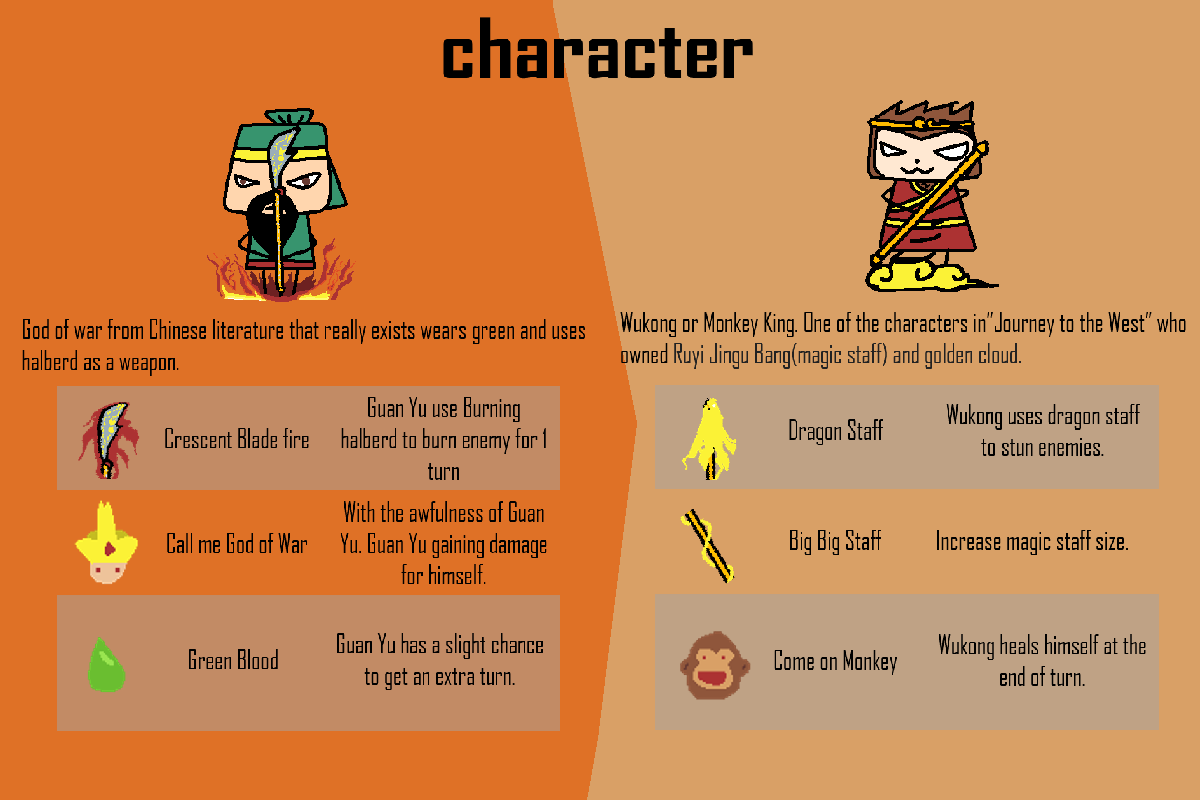 character
God of war from Chinese literature that really exists wears green and uses
halberd as a weapon.
Crescent Blade fire
Guan Yu use Burning
halberd to burn enemy for 1
turn
Call me God of War
With the awfulness of Guan
Yu. Guan Yu gaining damage
for himself.
Green Blood
Guan Yu has a slight chance
to get an extra turn.
Wukong or Monkey King. One of the characters in"Journey to the West" who
owned Ruyi Jingu Bang(magic staff) and golden cloud.
Dragon Staff
Wukong uses dragon staff
to stun enemies.
Big Big Staff
Increase magic staff size.
Come on Monkey
Wukong heals himself at the
end of turn.